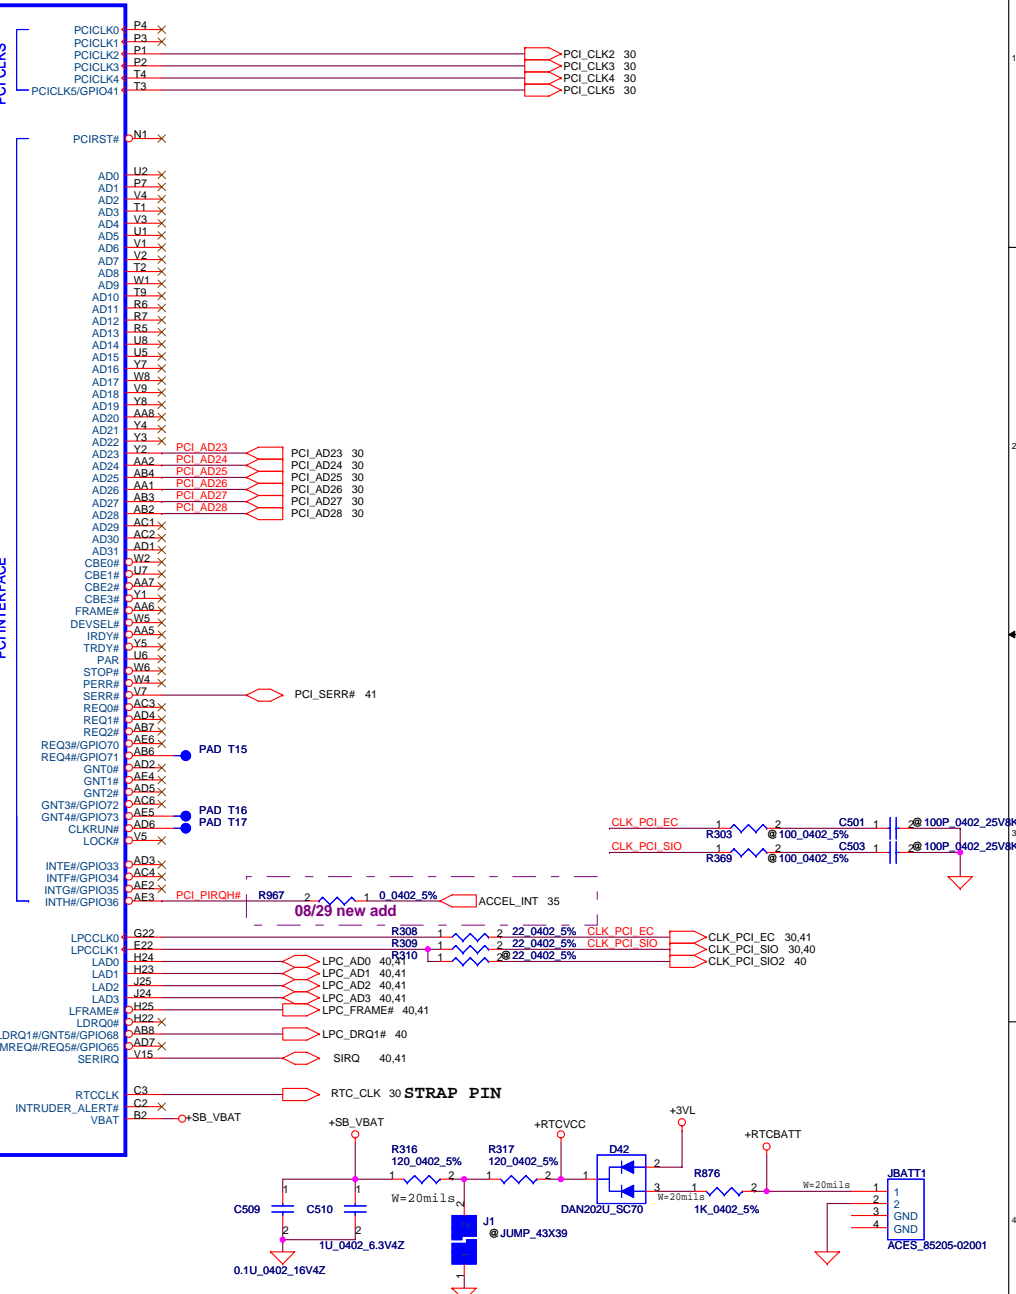 PCI CLKS
PCICLK0 P4
PCICLK1 P3
PCICLK2 P1 PCI_CLK2 30
PCICLK3 P2 PCI_CLK3 30
PCICLK4 T4 PCI_CLK4 30
PCICLK5/GPIO41 T3 PCI_CLK5 30
1
PCIRST# N1
AD0 U2
AD1 P7
AD2 V4
AD3 T1
AD4 V3
AD5 U1
AD6 V1
AD7 V2
AD8 T2
AD9 W1
AD10 T9
AD11 R6
AD12 R7
AD13 R5
AD14 U8
AD15 U5
AD16 Y7
AD17 W8
AD18 V9
AD19 Y8
AD20 AA8
AD21 Y4
AD22 Y3
AD23 Y2 PCI_AD23 PCI_AD23 30
AD24 AA2 PCI_AD24 PCI_AD24 30
AD25 AB4 PCI_AD25 PCI_AD25 30
AD26 AA1 PCI_AD26 PCI_AD26 30
AD27 AB3 PCI_AD27 PCI_AD27 30
AD28 AB2 PCI_AD28 PCI_AD28 30
2
AD29 AC1
AD30 AC2
AD31 AD1
CBE0# W2
CBE1# U7
CBE2# AA7
CBE3# Y1
PCI INTERFACE
FRAME# AA6
DEVSEL# W5
IRDY# AA5
TRDY# Y5
PAR U6
STOP# W6
PERR# W4
SERR# V7 PCI_SERR# 41
REQ0# AC3
REQ1# AD4
REQ2# AB7
REQ3#/GPIO70 AE6
REQ4#/GPIO71 AB6 PAD T15
GNT0# AD2
GNT1# AE4
GNT2# AD5
GNT3#/GPIO72 AC6
GNT4#/GPIO73 AE5 PAD T16
CLKRUN# AD6 PAD T17
LOCK# V5
CLK_PCI_EC 1 2 R303 @100_0402_5% C501 1 2 @100P_0402_25V8K
3
CLK_PCI_SIO 1 2 R369 @100_0402_5% C503 1 2 @100P_0402_25V8K
INTE#/GPIO33 AD3
INTF#/GPIO34 AC4
INTG#/GPIO35 AE2
INTH#/GPIO36 AE3 PCI_PIRQH# R967 2 1 0_0402_5% ACCEL_INT 35
08/29 new add
LPCCLK0 G22 R308 1 2 22_0402_5% CLK_PCI_EC CLK_PCI_EC 30,41
LPCCLK1 E22 R309 1 2 22_0402_5% CLK_PCI_SIO CLK_PCI_SIO 30,40
R310 1 2 @22_0402_5% CLK_PCI_SIO2 40
LAD0 H24 LPC_AD0 40,41
LAD1 H23 LPC_AD1 40,41
LAD2 J25 LPC_AD2 40,41
LAD3 J24 LPC_AD3 40,41
LFRAME# H25 LPC_FRAME# 40,41
LDRQ0# H22
LDRQ1#/GNT5#/GPIO68 AB8 LPC_DRQ1# 40
MREQ#/REQ5#/GPIO65 AD7
SERIRQ V15 SIRQ 40,41
RTCCLK C3 RTC_CLK 30 STRAP PIN
INTRUDER_ALERT# C2
VBAT B2 +SB_VBAT
+SB_VBAT +RTCVCC +3VL +RTCBATT
R316 R317 D42 R876 JBATT1
120_0402_5% 120_0402_5%
1 2 1 2 1 2 3 W=20mils 1 2 W=20mils 1 1
W=20mils
DAN202U_SC70 1K_0402_5%
2 2
3 GND
4 GND
ACES_85205-02001
C509 1 2 C510 1 2
2 1 J1
@JUMP_43X39
1U_0402_6.3V4Z
0.1U_0402_16V4Z
4